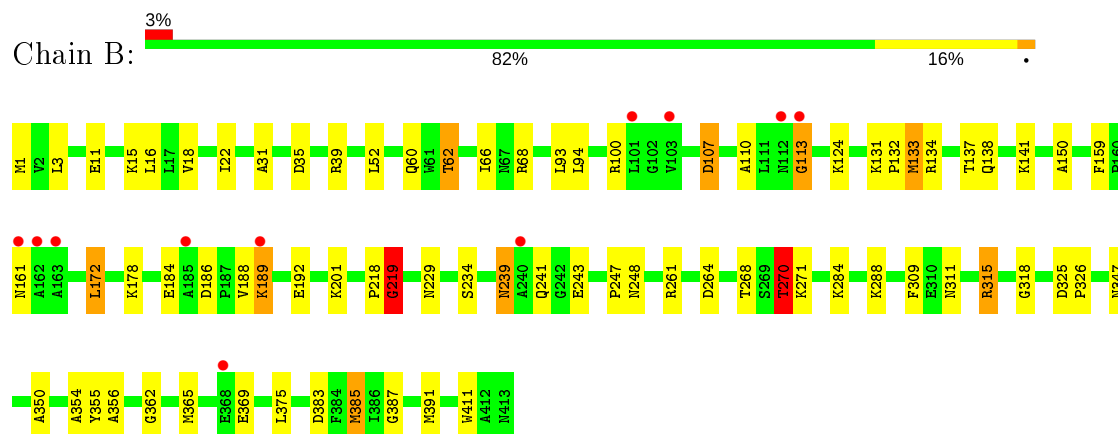 3%
Chain B:
82%
16%
•
M1 V2 L3 E11 K15 L16 L17 V18 I22 A31 D35 R39 L52 Q60 W61 T62 I66 N67 R68 L93 L94 R100 L101 G102 V103 D107 A110 L111 N112 G113 K124 K131 P132 M133 R134 T137 Q138 K141 A150 F159
N161 A162 A163 L172 K178 E184 A185 D186 P187 V188 K189 E192 K201 P218 G219 N229 S234 N239 A240 Q241 G242 E243 P247 N248 R261 D264 T268 S269 T270 K271 K284 K288 F309 E310 N311 R315 G318 D325 P326 N347
A350 A354 Y355 A356 G362 M365 E368 E369 L375 D383 F384 M385 I386 G387 M391 W411 A412 N413